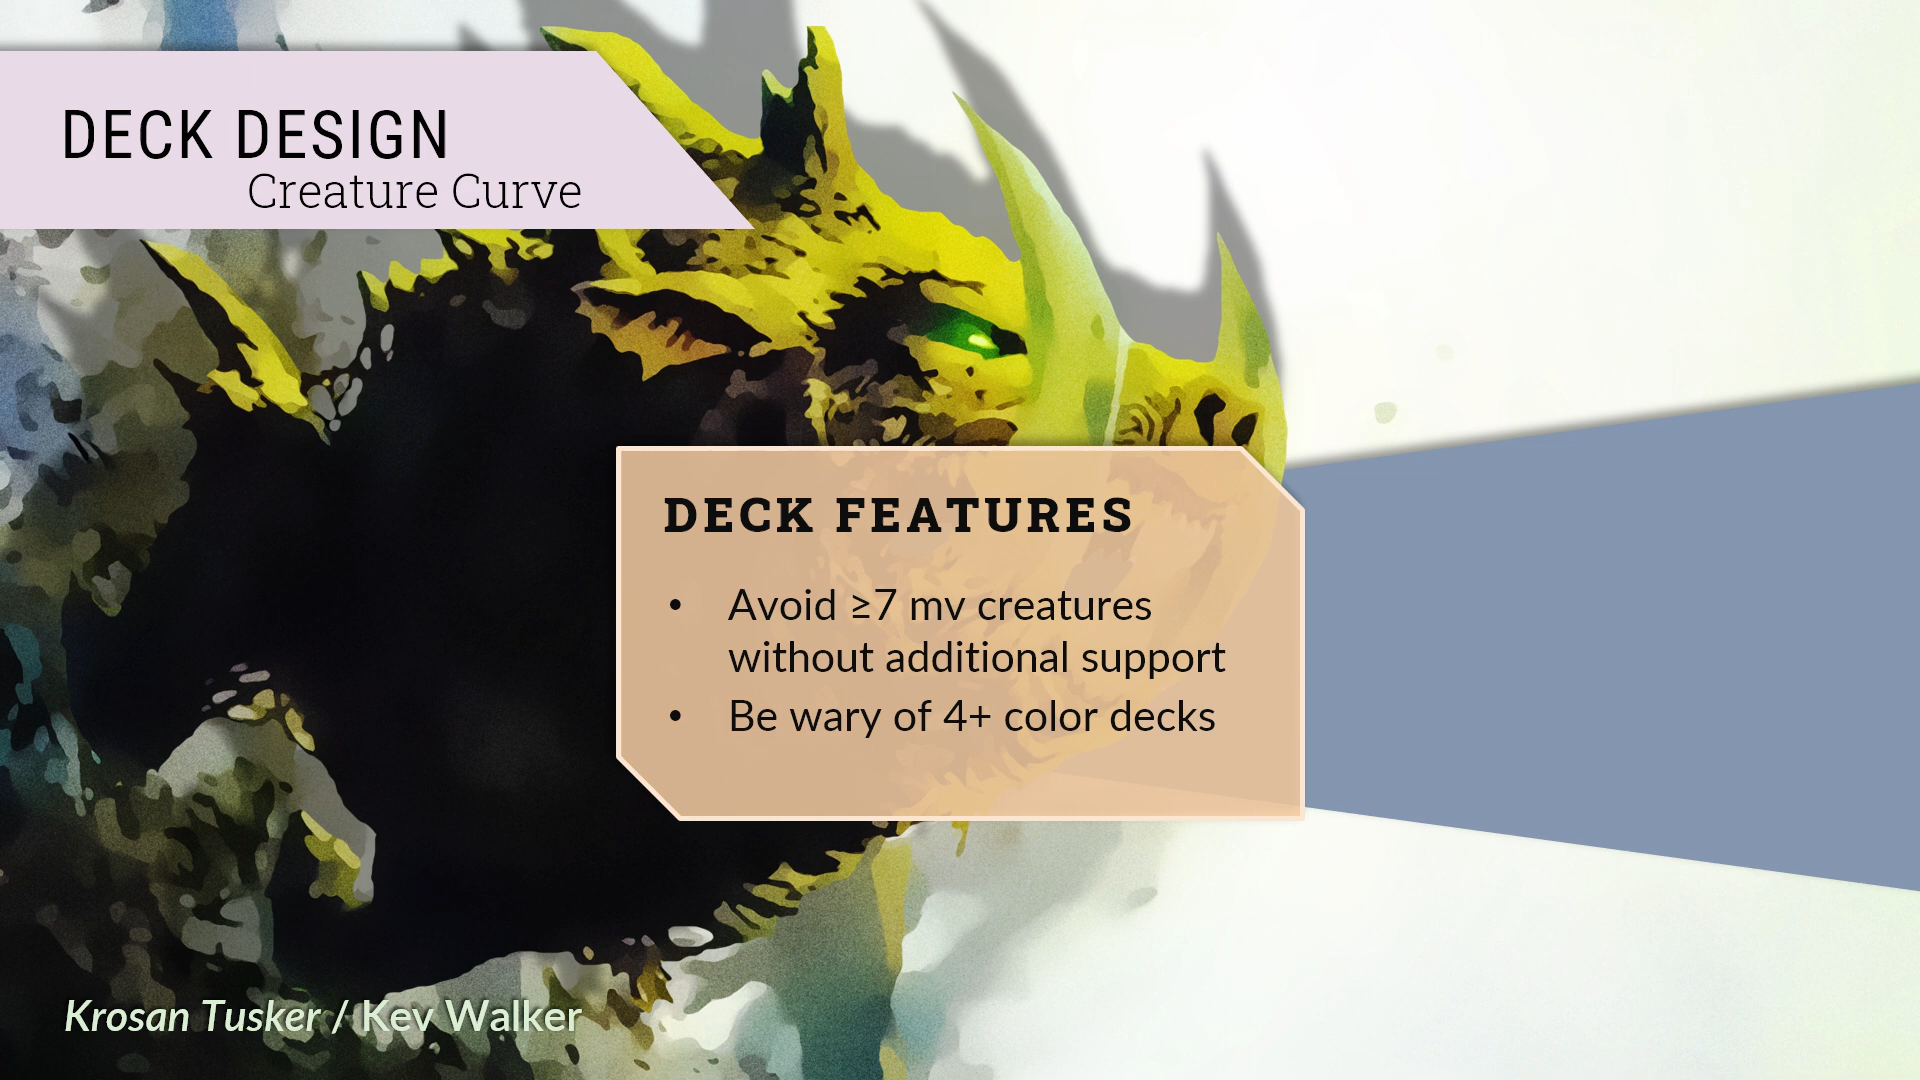 DECK DESIGN
Creature Curve
DECK FEATURES
• Avoid ≥7 mv creatures
without additional support
• Be wary of 4+ color decks
Krosan Tusker / Kev Walker